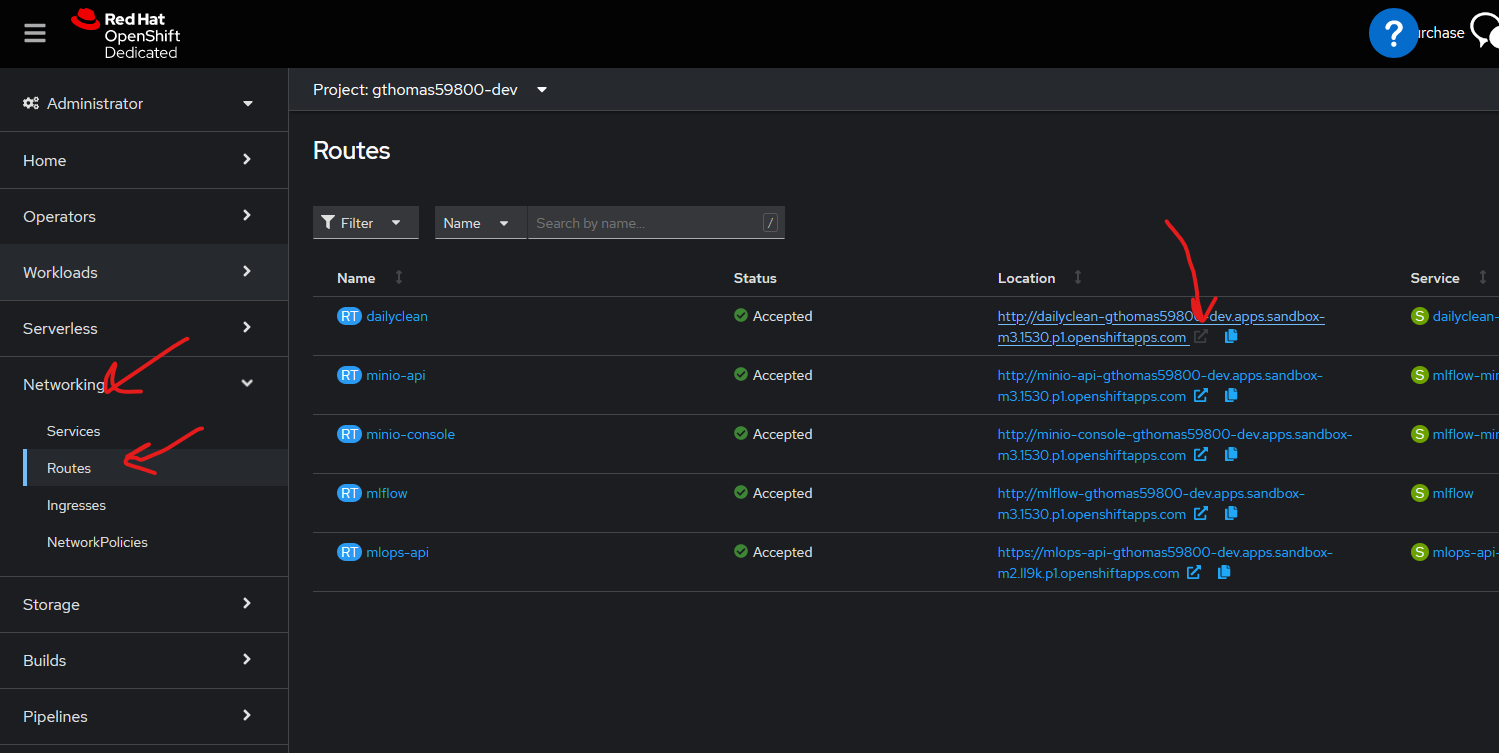 Red Hat
OpenShift
Dedicated
?
rchase
Project: gthomas59800-dev
Administrator
Home
Operators
Workloads
Serverless
Networking
Services
Routes
Ingresses
NetworkPolicies
Storage
Builds
Pipelines
Routes
Filter
Name
Search by name...
/
Name
Status
Location
Service
RT dailyclean
Accepted
http://dailyclean-gthomas59800-dev.apps.sandbox-
m3.1530.p1.openshiftapps.com
S dailyclean-
RT minio-api
Accepted
http://minio-api-gthomas59800-dev.apps.sandbox-
m3.1530.p1.openshiftapps.com
S mlflow-min
RT minio-console
Accepted
http://minio-console-gthomas59800-dev.apps.sandbox-
m3.1530.p1.openshiftapps.com
S mlflow-min
RT mlflow
Accepted
http://mlflow-gthomas59800-dev.apps.sandbox-
m3.1530.p1.openshiftapps.com
S mlflow
RT mlops-api
Accepted
https://mlops-api-gthomas59800-dev.apps.sandbox-
m2.ll9k.p1.openshiftapps.com
S mlops-api-